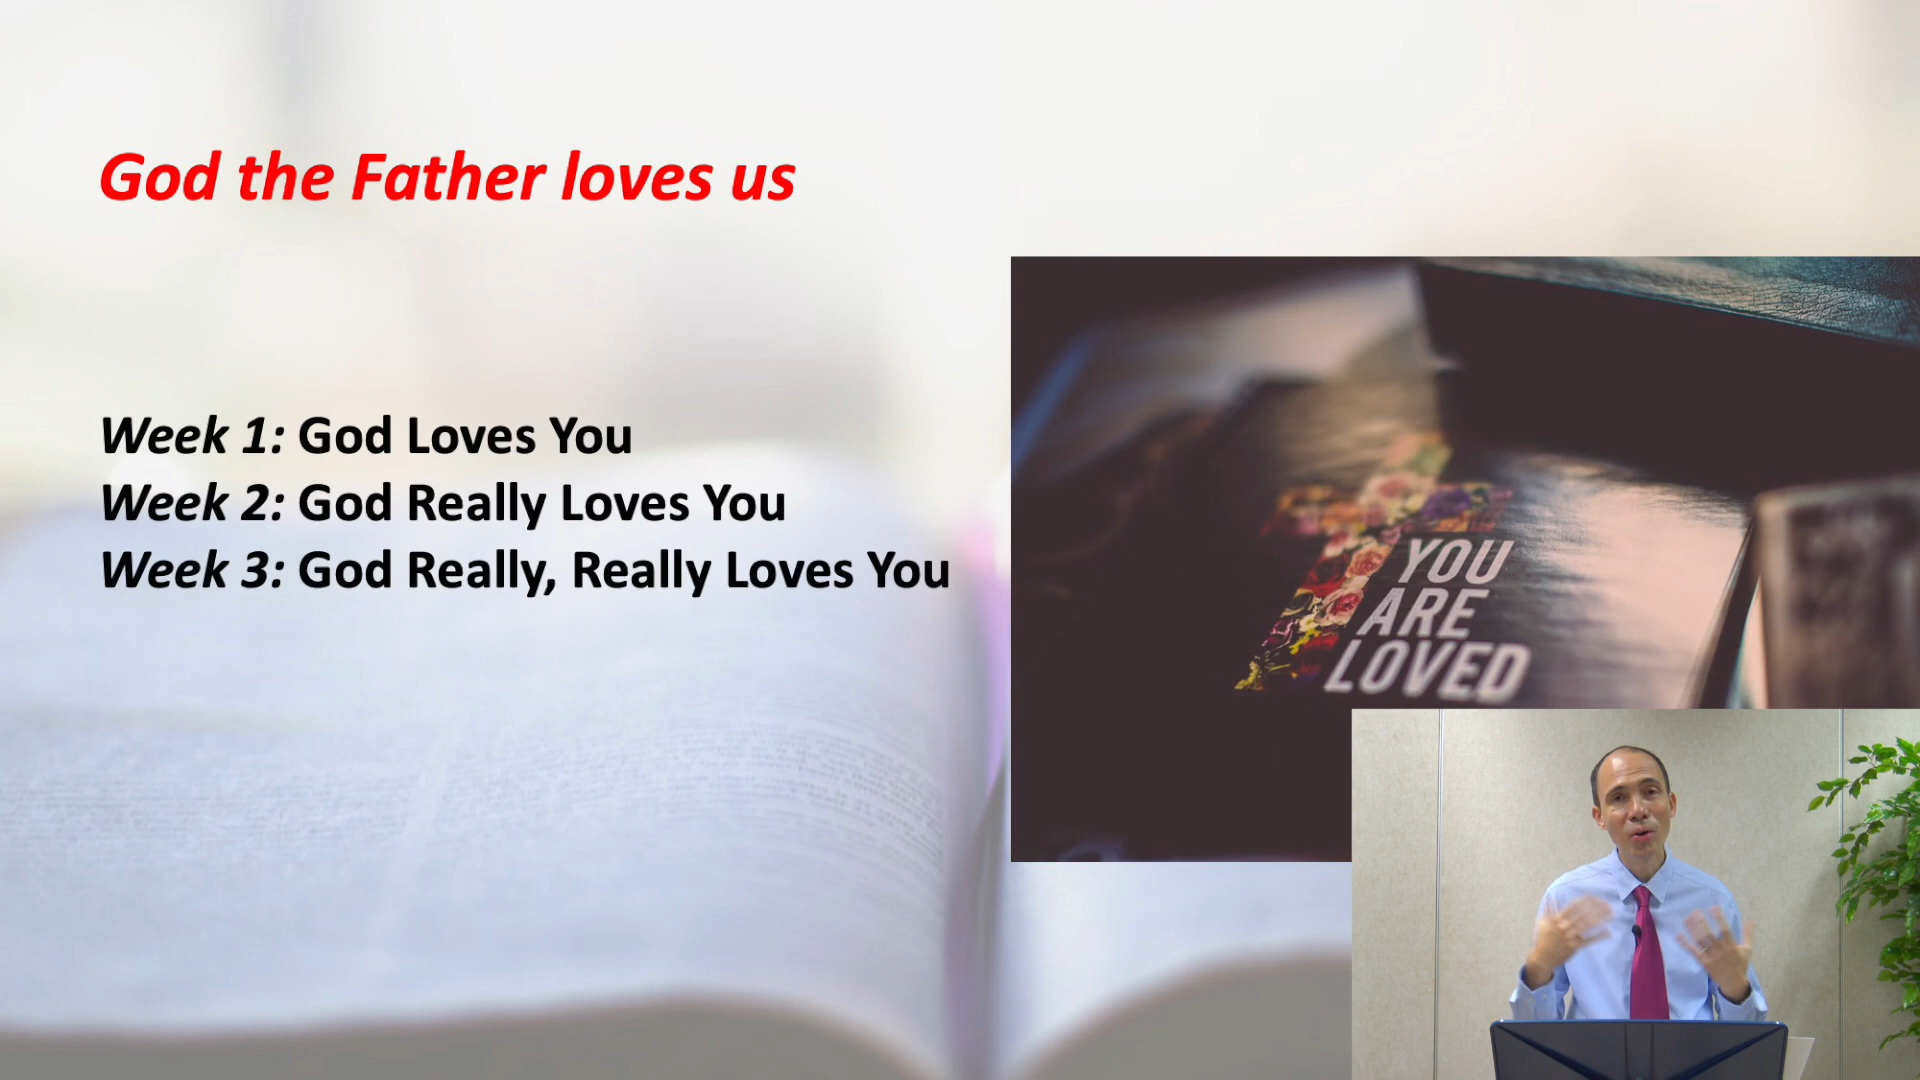 God the Father loves us
Week 1: God Loves You
Week 2: God Really Loves You
Week 3: God Really, Really Loves You
YOU
ARE
LOVED